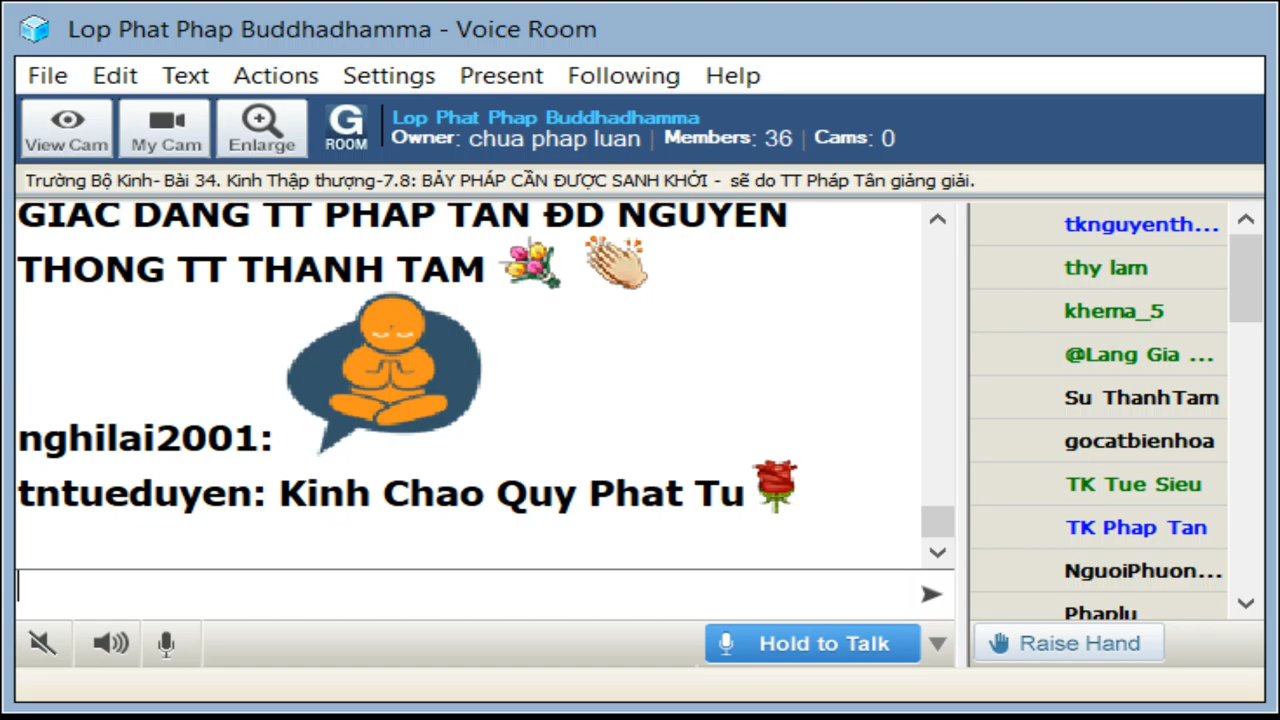 Lop Phat Phap Buddhadhamma - Voice Room
File Edit Text Actions Settings Present Following Help
View Cam
My Cam
Enlarge
G ROOM
Lop Phat Phap Buddhadhamma
Owner: chua phap luan | Members: 36 | Cams: 0
Trường Bộ Kinh- Bài 34. Kinh Thập thượng-7.8: BẢY PHÁP CẦN ĐƯỢC SANH KHỞI - sẽ do TT Pháp Tân giảng giải.
GIAC DANG TT PHAP TAN ĐD NGUYEN
THONG TT THANH TAM
nghilai2001:
tntueduyen: Kinh Chao Quy Phat Tu
tknguyenth...
thy lam
khema_5
@Lang Gia ...
Su ThanhTam
gocatbienhoa
TK Tue Sieu
TK Phap Tan
NguoiPhuon...
Phaplu
Hold to Talk
Raise Hand